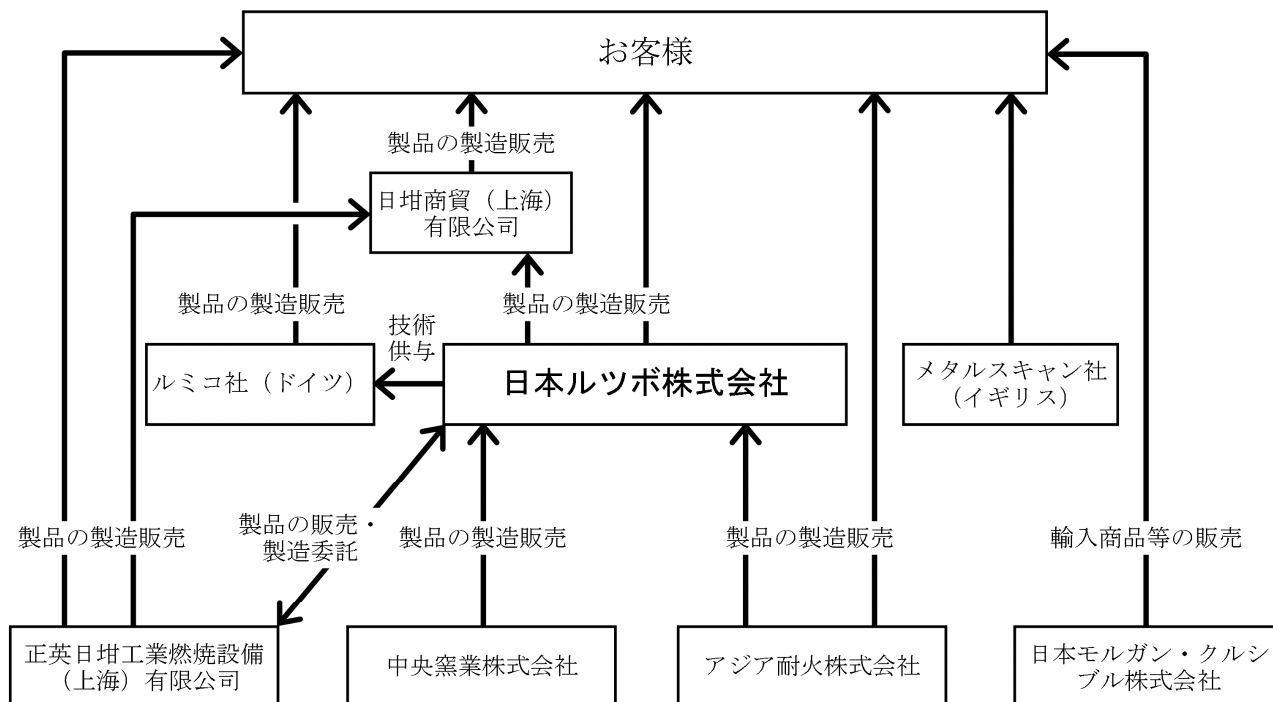 お客様
製品の製造販売
日坩商貿（上海）
有限公司
製品の製造販売
製品の製造販売
技術
供与
ルミコ社（ドイツ）
日本ルツボ株式会社
メタルスキャン社
（イギリス）
製品の製造販売
製品の販売・
製造委託
製品の製造販売
製品の製造販売
輸入商品等の販売
正英日坩工業燃焼設備
（上海）有限公司
中央窯業株式会社
アジア耐火株式会社
日本モルガン・クルシ
ブル株式会社